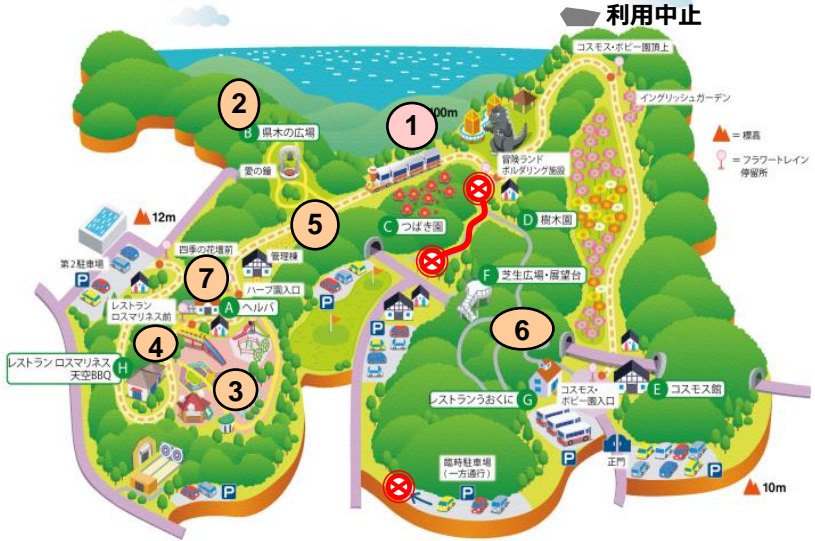 利用中止
コスモス・ポピー園頂上
イングリッシュガーデン
= 標高
= フラワートレイン
停留所
2
B 県木の広場
愛の鐘
1
00m
冒険ランド
ボルダリング施設
12m
5
C つばき園
D 樹木園
第2駐車場
P
四季の花壇前
管理棟
7
ハーブ園入口
F 芝生広場・展望台
レストラン
ロスマリネス前
A ヘルバ
P
P
6
4
レストラン ロスマリネス
天空BBQ
H
3
レストランうおくに G
コスモス・
ポピー園入口
E コスモス館
臨時駐車場
(一方通行)
P
P
正門
P
P
10m